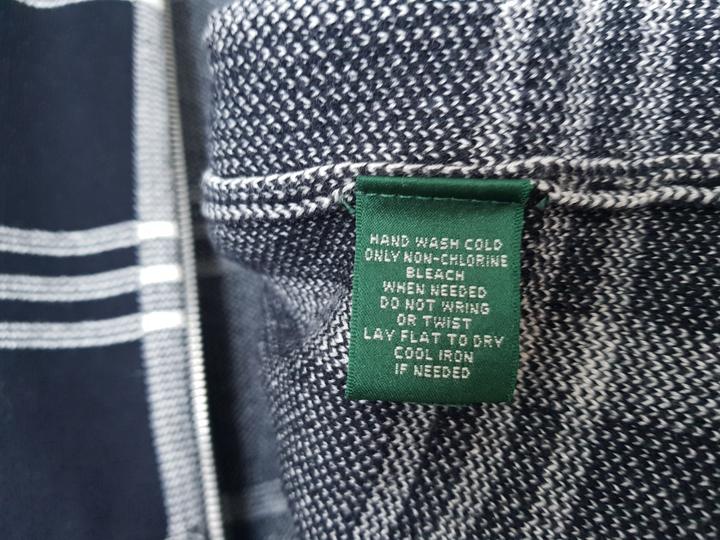 HAND WASH COLD
ONLY NON-CHLORINE
BLEACH
WHEN NEEDED
DO NOT WRING
OR TWIST
LAY FLAT TO DRY
COOL IRON
IF NEEDED